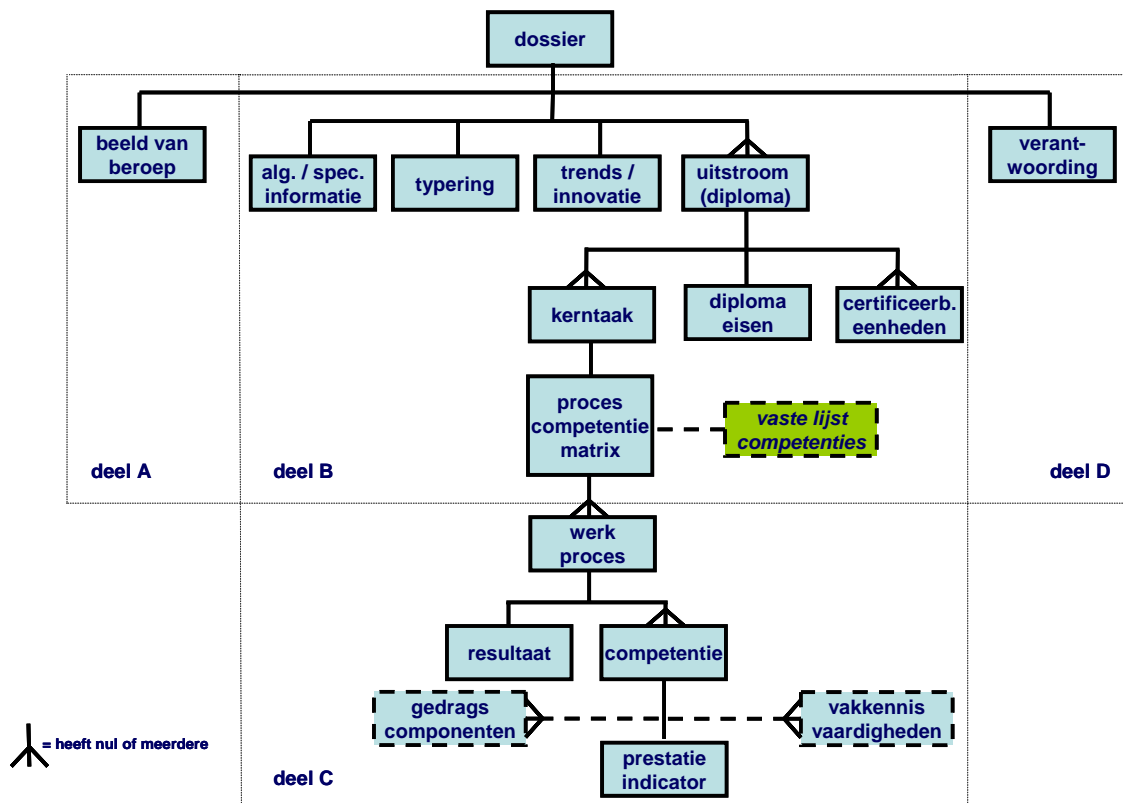 dossier
beeld van
beroep
alg. / spec.
informatie
typering
trends /
innovatie
uitstroom
(diploma)
verant-
woording
kerntaak
diploma
eisen
certificeerb.
eenheden
proces
competentie
matrix
vaste lijst
competenties
deel A
deel B
deel D
werk
proces
resultaat
competentie
gedrags
componenten
vakkennis
vaardigheden
= heeft nul of meerdere
prestatie
indicator
deel C